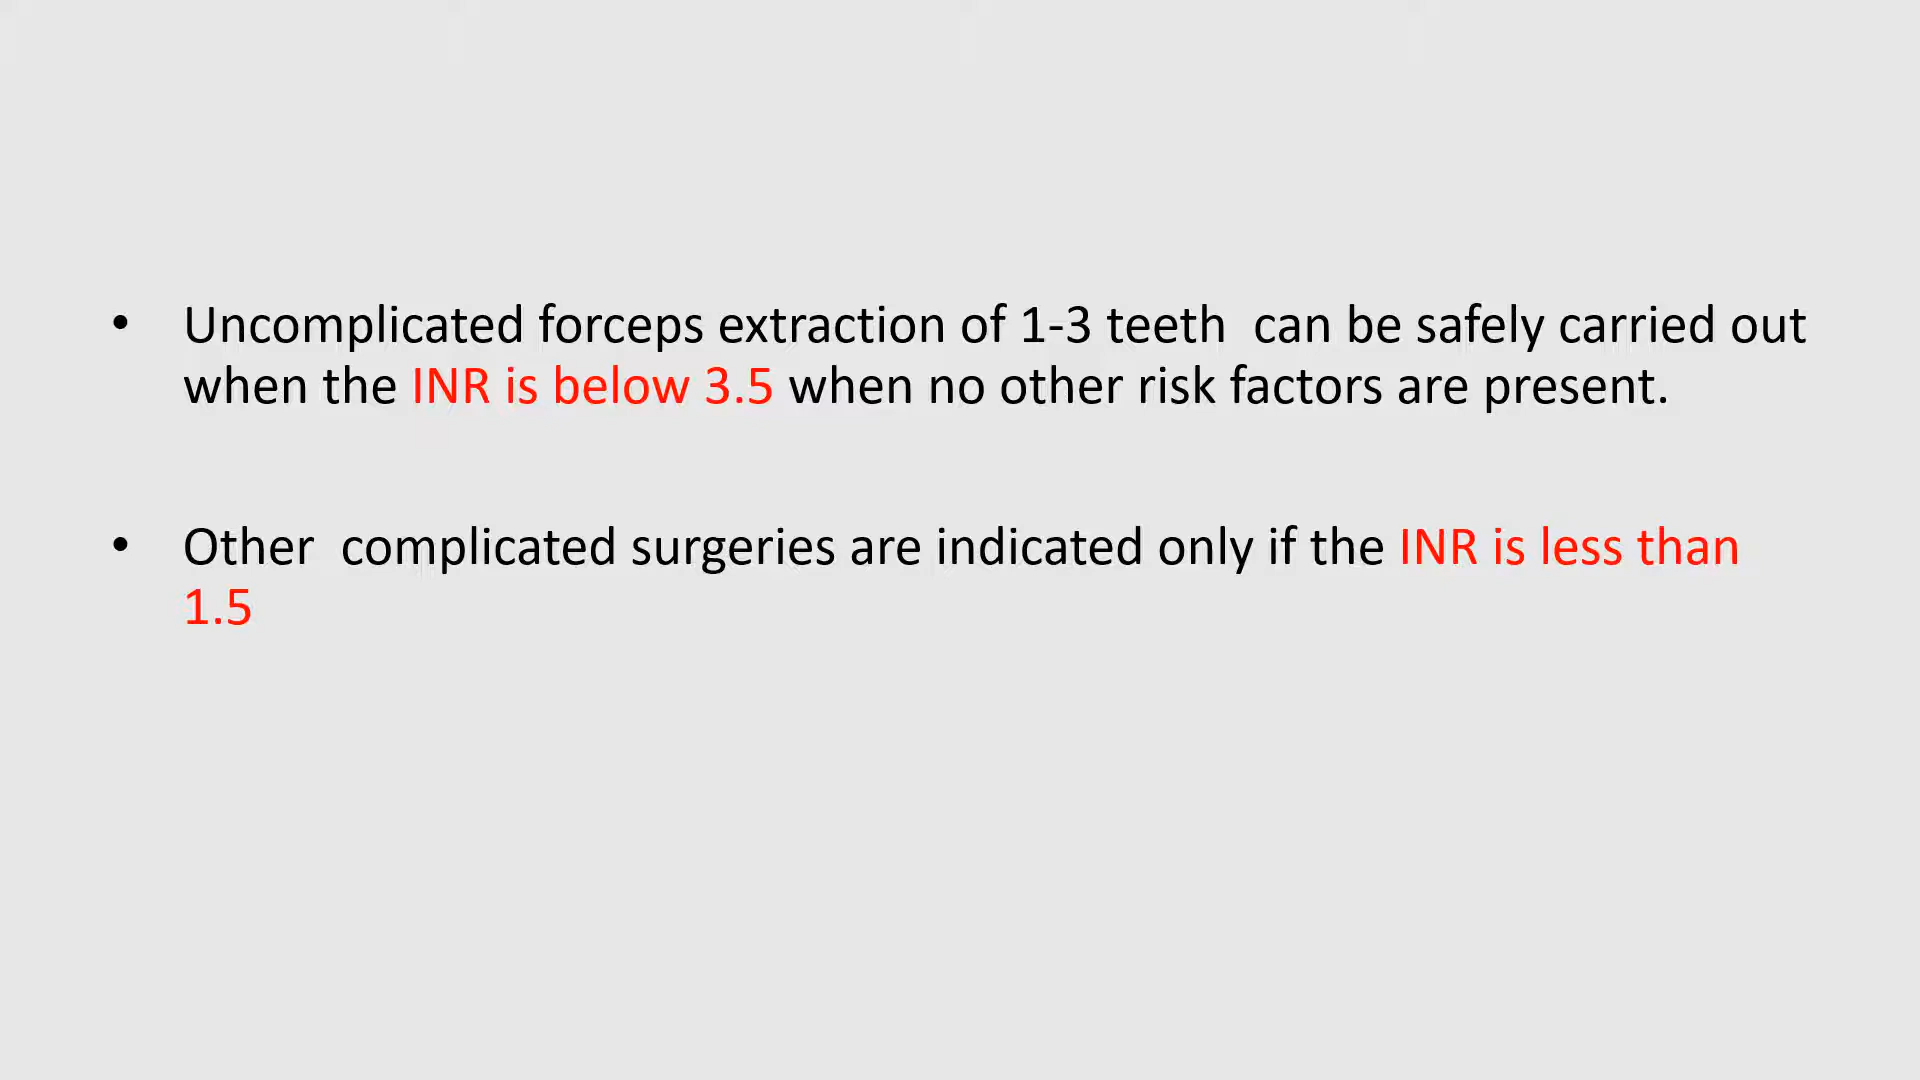 • Uncomplicated forceps extraction of 1-3 teeth  can be safely carried out
when the INR is below 3.5 when no other risk factors are present.
• Other  complicated surgeries are indicated only if the INR is less than
1.5